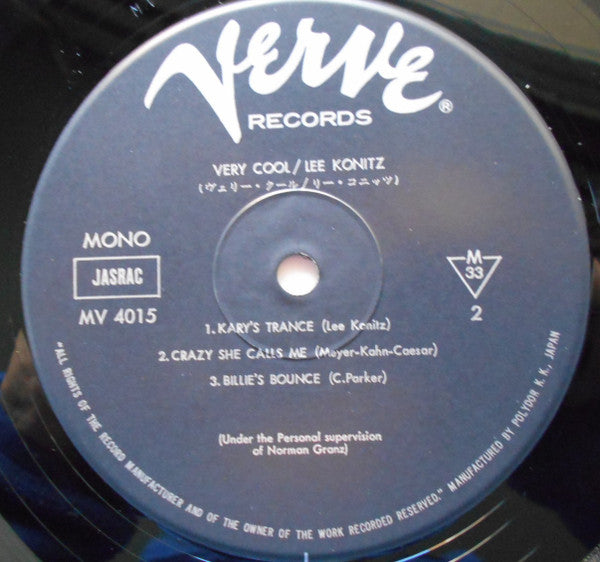 Verve®
RECORDS
VERY COOL/LEE KONITZ
(ヴェリー・クール/リー・コニッツ)
MONO
JASRAC
MV 4015
M
33
2
1. KARY'S TRANCE (Lee Konitz)
2. CRAZY SHE CALLS ME (Meyer-Kahn-Caesar)
3. BILLIE'S BOUNCE (C.Parker)
(Under the Personal supervision
of Norman Granz)
"ALL RIGHTS OF THE RECORD MANUFACTURER AND OF THE OWNER OF THE WORK RECORDED RESERVED." MANUFACTURED BY POLYDOR K.K., JAPAN